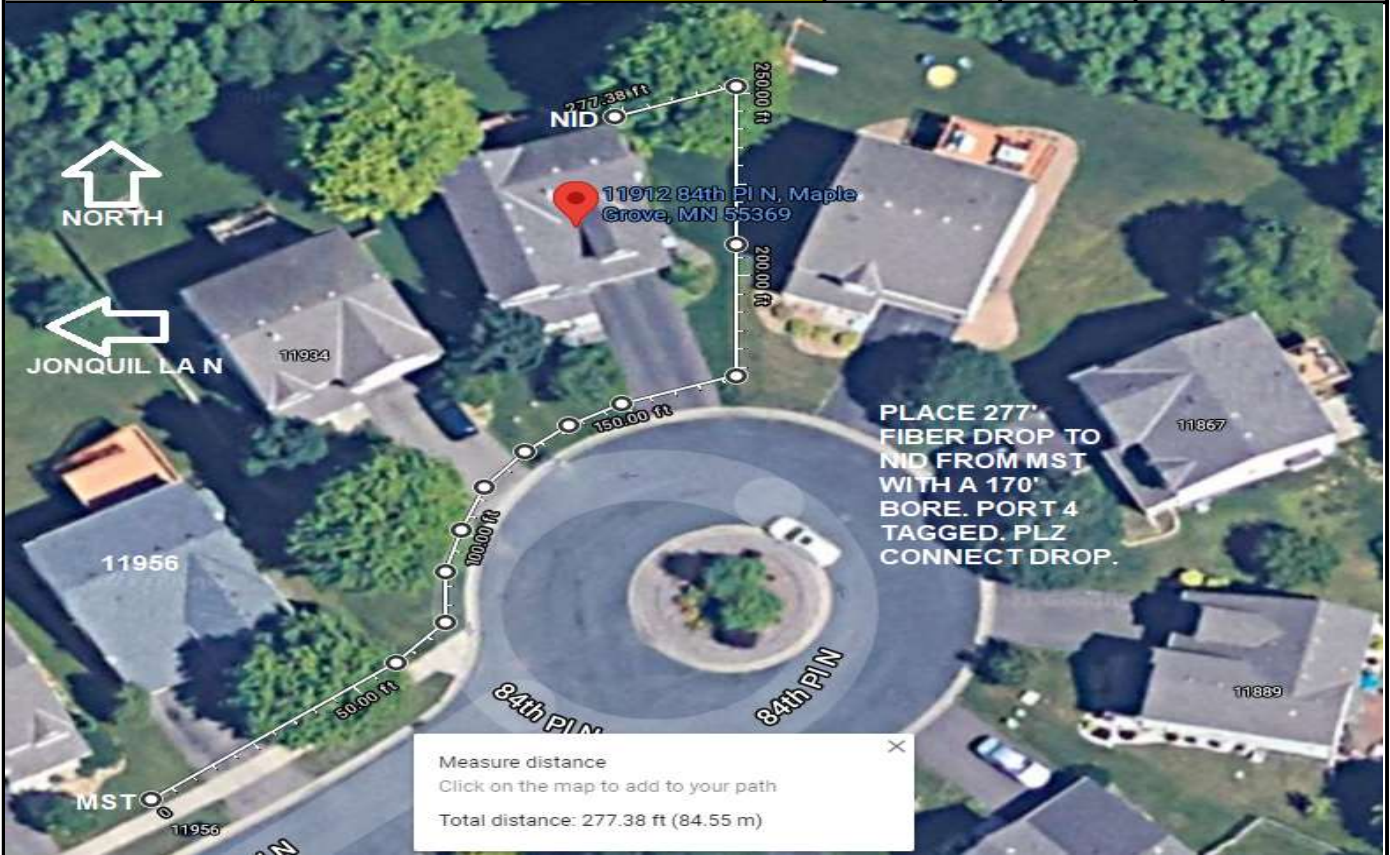 277.38 ft
250.00 ft
NID
NORTH
11912 84th Pl N, Maple
Grove, MN 55369
200.00 ft
JONQUIL LA N
11934
150.00 ft
PLACE 277'
FIBER DROP TO
NID FROM MST
WITH A 170'
BORE. PORT 4
TAGGED. PLZ
CONNECT DROP.
11867
100.00 ft
11956
50.00 ft
84th Pl N
84th Pl N
11889
MST
0
11956
Measure distance
Click on the map to add to your path
Total distance: 277.38 ft (84.55 m)